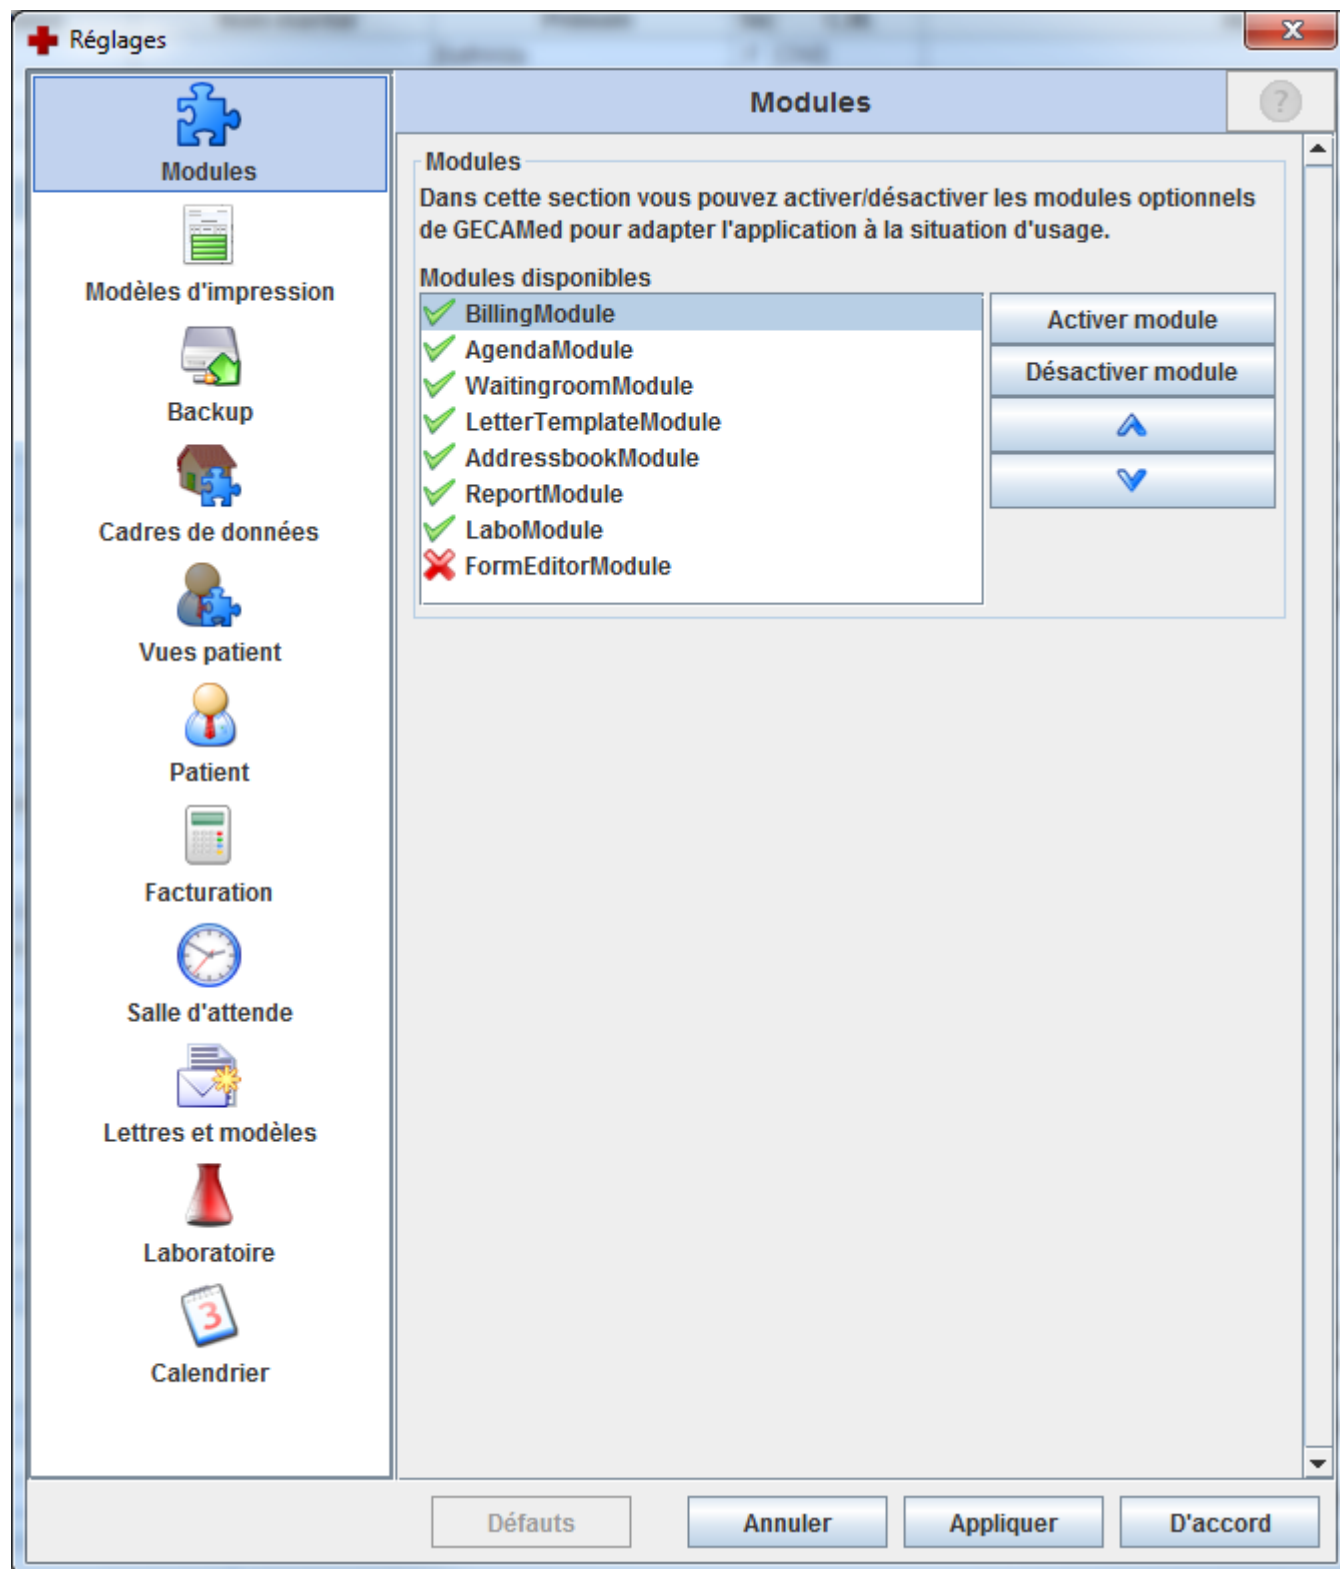 Réglages
Modules
Modèles d'impression
Backup
Cadres de données
Vues patient
Patient
Facturation
Salle d'attende
Lettres et modèles
Laboratoire
3
Calendrier
Modules
?
Modules
Dans cette section vous pouvez activer/désactiver les modules optionnels
de GECAMed pour adapter l'application à la situation d'usage.
Modules disponibles
BillingModule
AgendaModule
WaitingroomModule
LetterTemplateModule
AddressbookModule
ReportModule
LaboModule
FormEditorModule
Activer module
Désactiver module
Défauts
Annuler
Appliquer
D'accord